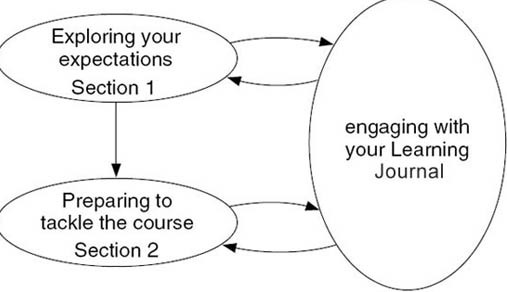 Exploring your
expectations
Section 1
engaging with
your Learning
Journal
Preparing to
tackle the course
Section 2